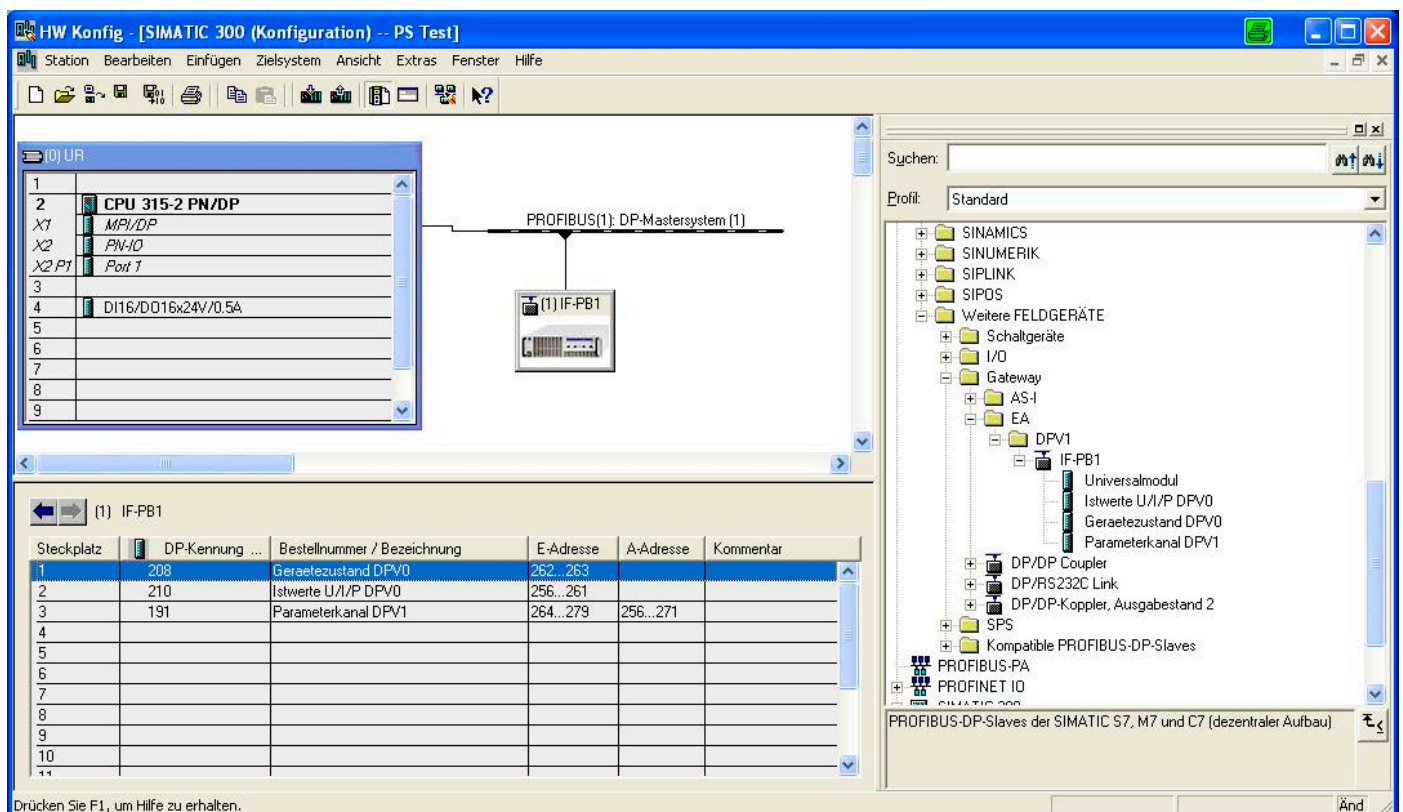 HW Konfig - [SIMATIC 300 (Konfiguration) -- PS Test]
Station Bearbeiten Einfügen Zielsystem Ansicht Extras Fenster Hilfe
(0) UR
1
2 CPU 315-2 PN/DP
X1 MPI/DP
X2 PN-IO
X2 P1 Port 1
3
4 DI16/DO16x24V/0.5A
5
6
7
8
9
PROFIBUS(1): DP-Mastersystem (1)
(1) IF-PB1
(1) IF-PB1
Steckplatz DP-Kennung ... Bestellnummer / Bezeichnung E-Adresse A-Adresse Kommentar
1 208 Geraetezustand DPV0 262...263
2 210 Istwerte U/I/P DPV0 256...261
3 191 Parameterkanal DPV1 264...279 256...271
4
5
6
7
8
9
10
11
Suchen:
Profil: Standard
SINAMICS
SINUMERIK
SIPLINK
SIPOS
Weitere FELDGERÄTE
Schaltgeräte
I/O
Gateway
AS-I
EA
DPV1
IF-PB1
Universalmodul
Istwerte U/I/P DPV0
Geraetezustand DPV0
Parameterkanal DPV1
DP/DP Coupler
DP/RS232C Link
DP/DP-Koppler, Ausgabestand 2
SPS
Kompatible PROFIBUS-DP-Slaves
PROFIBUS-PA
PROFINET IO
SIMATIC 300
PROFIBUS-DP-Slaves der SIMATIC S7, M7 und C7 (dezentraler Aufbau)
Drücken Sie F1, um Hilfe zu erhalten.
Änd